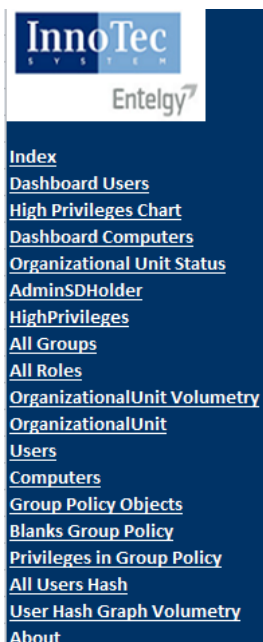 InnoTec
SYSTEM
Entelgy
Index
Dashboard Users
High Privileges Chart
Dashboard Computers
Organizational Unit Status
AdminSDHolder
HighPrivileges
All Groups
All Roles
OrganizationalUnit Volumetry
OrganizationalUnit
Users
Computers
Group Policy Objects
Blanks Group Policy
Privileges in Group Policy
All Users Hash
User Hash Graph Volumetry
About